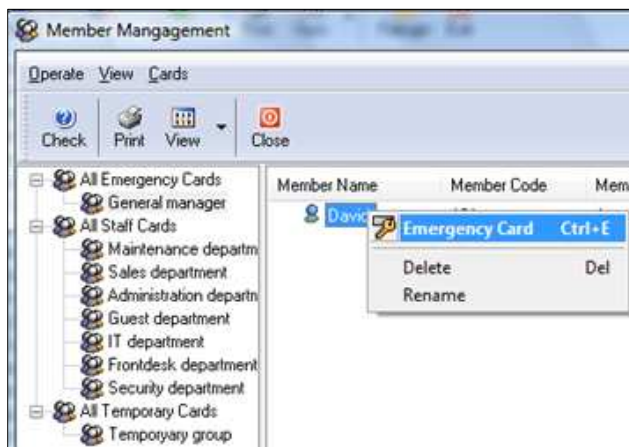 Member Mangagement
Operate View Cards
Check Print View Close
All Emergency Cards
General manager
All Staff Cards
Maintenance departm
Sales department
Administration departn
Guest department
IT department
Frontdesk department
Security department
All Temporary Cards
Temporyary group
Member Name Member Code Mem
David
Emergency Card Ctrl+E
Delete Del
Rename